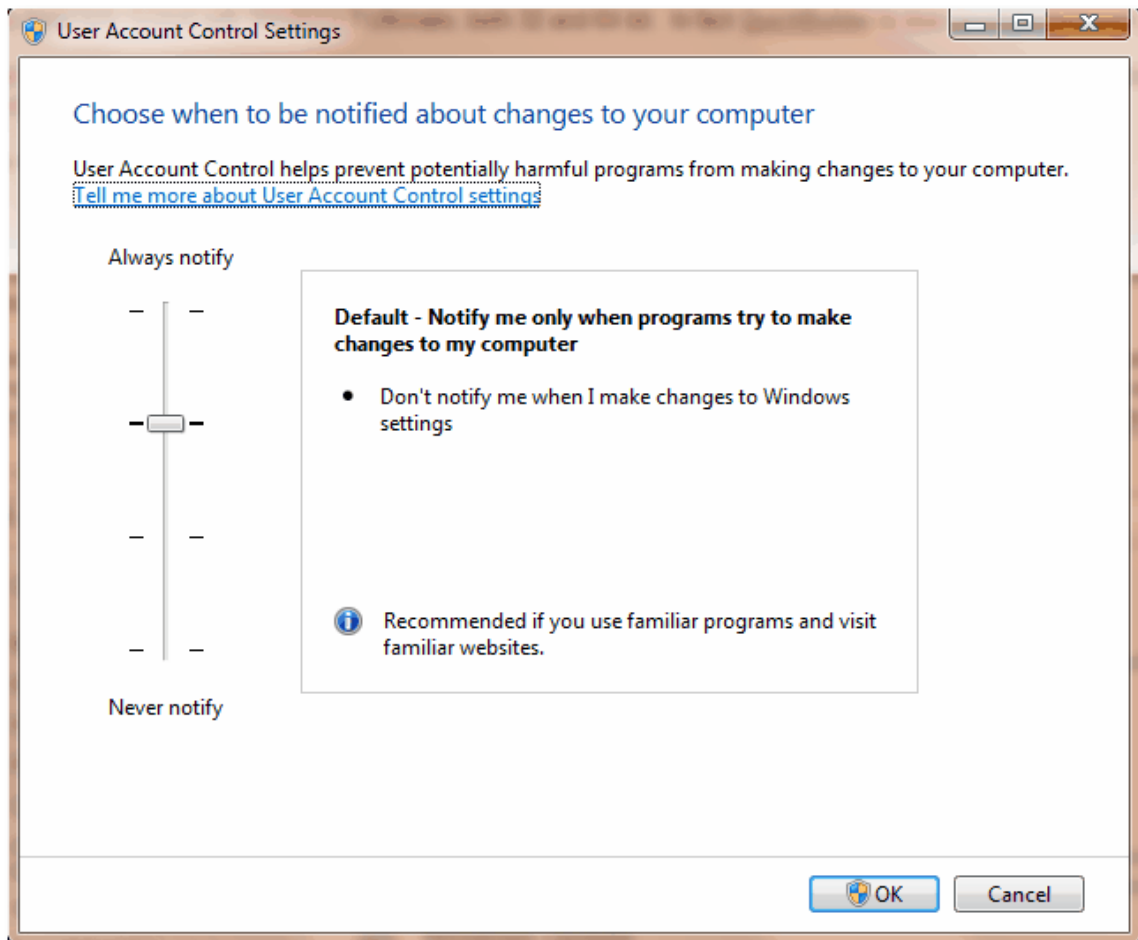 User Account Control Settings
Choose when to be notified about changes to your computer
User Account Control helps prevent potentially harmful programs from making changes to your computer.
Tell me more about User Account Control settings
Always notify
Default - Notify me only when programs try to make
changes to my computer
• Don't notify me when I make changes to Windows
settings
Recommended if you use familiar programs and visit
familiar websites.
Never notify
OK
Cancel